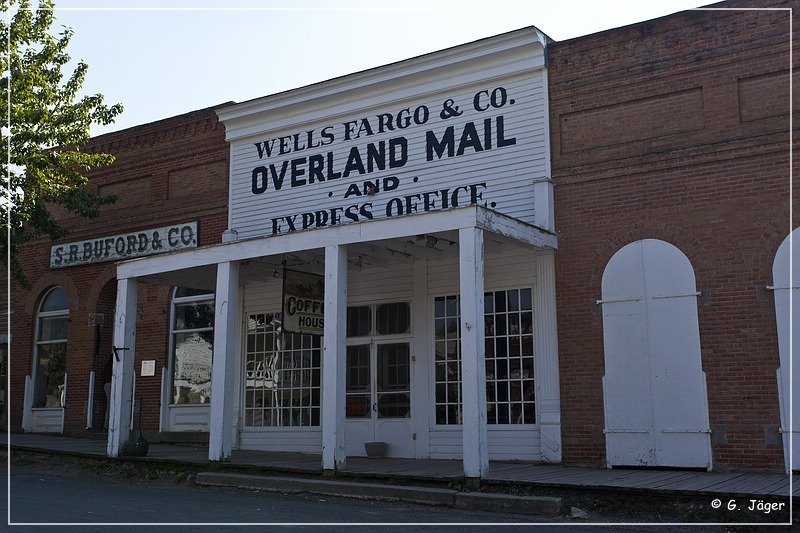 WELLS FARGO & CO.
OVERLAND MAIL
· AND ·
EXPRESS OFFICE.
S.R. BUFORD & CO.
COFFEE
HOUSE
© G. Jäger